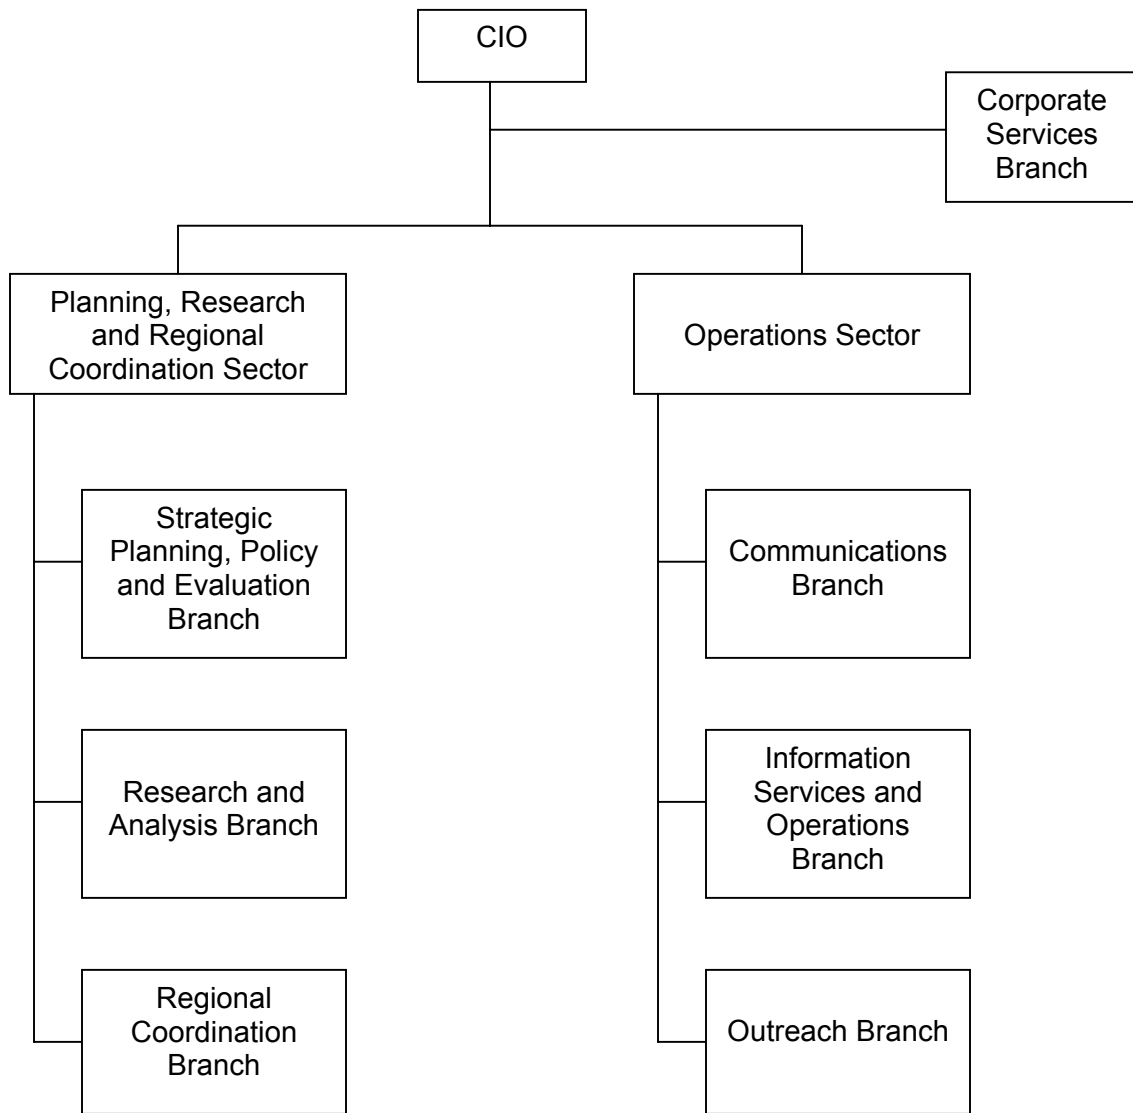 CIO
Corporate
Services
Branch
Planning, Research
and Regional
Coordination Sector
Operations Sector
Strategic
Planning, Policy
and Evaluation
Branch
Communications
Branch
Research and
Analysis Branch
Information
Services and
Operations
Branch
Regional
Coordination
Branch
Outreach Branch